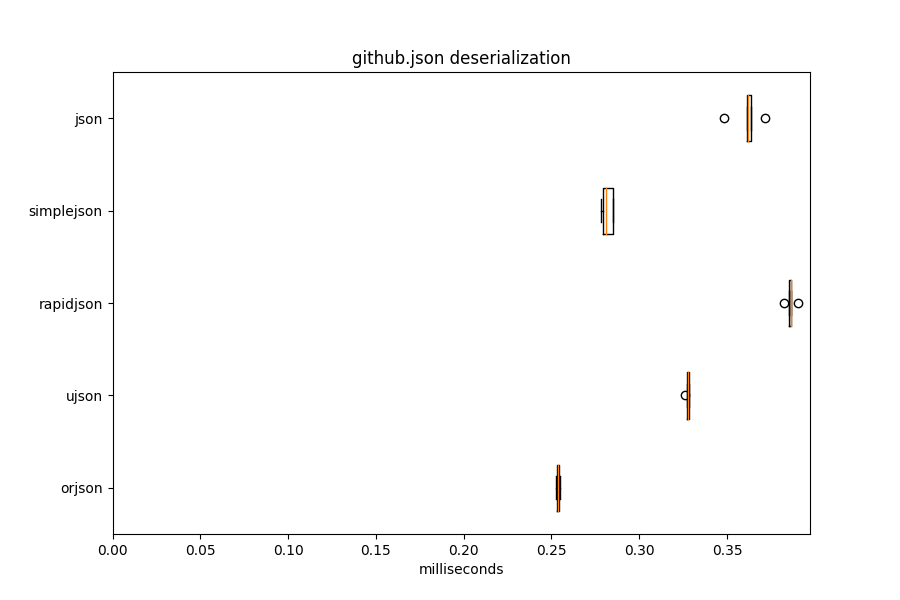 github.json deserialization
json
simplejson
rapidjson
ujson
orjson
0.00 0.05 0.10 0.15 0.20 0.25 0.30 0.35
milliseconds